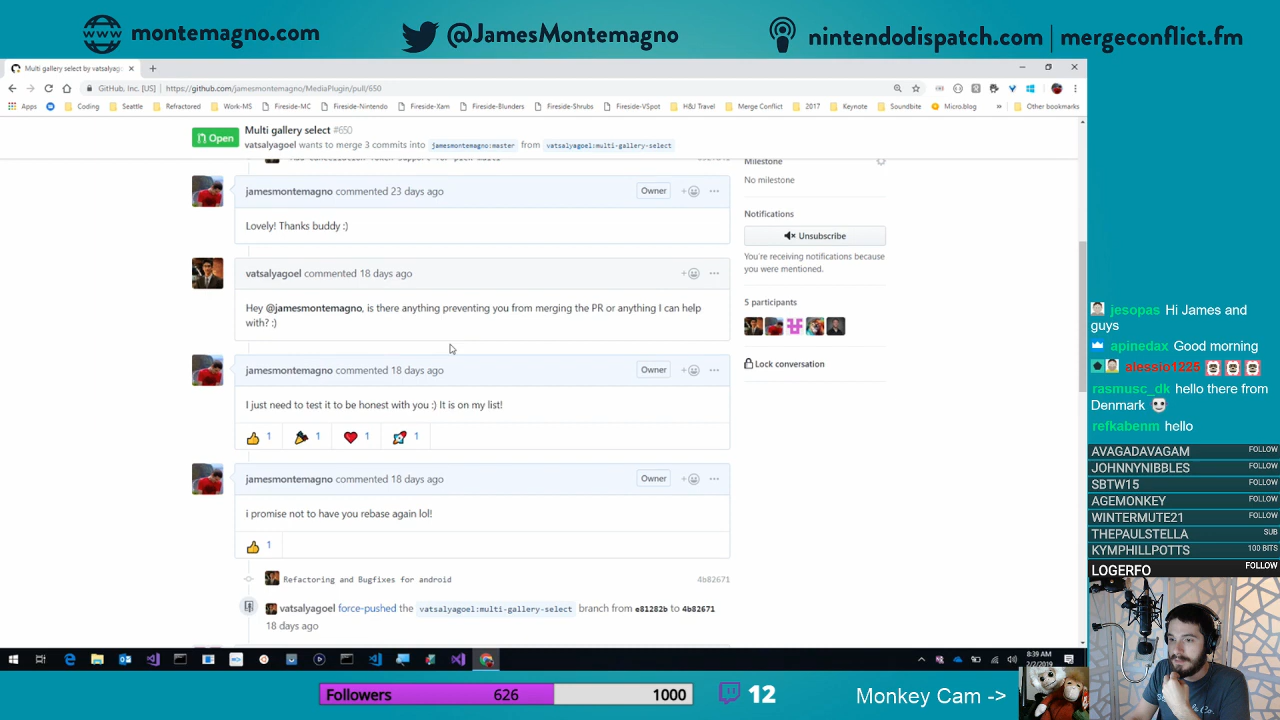 montemagno.com
@JamesMontemagno
nintendodispatch.com | mergeconflict.fm
Multi gallery select by vatsalyag
GitHub, Inc. [US] | https://github.com/jamesmontemagno/MediaPlugin/pull/650
Apps Coding Seattle Refractored Work-MS Fireside-MC Fireside-Nintendo Fireside-Xam Fireside-Blunders Fireside-Shrubs Fireside-VSpot H&J Travel Merge Conflict 2017 Keynote Soundbite Micro.blog » Other bookmarks
Open
Multi gallery select #650
vatsalyagoel wants to merge 3 commits into jamesmontemagno:master from vatsalyagoel:multi-gallery-select
jamesmontemagno commented 23 days ago
Owner
Lovely! Thanks buddy :)
vatsalyagoel commented 18 days ago
Hey @jamesmontemagno, is there anything preventing you from merging the PR or anything I can help
with? :)
jamesmontemagno commented 18 days ago
Owner
I just need to test it to be honest with you :) It is on my list!
1 1 1 1
jamesmontemagno commented 18 days ago
Owner
i promise not to have you rebase again lol!
1
Refactoring and Bugfixes for android 4b82671
vatsalyagoel force-pushed the vatsalyagoel:multi-gallery-select branch from e81282b to 4b82671
18 days ago
Milestone
No milestone
Notifications
Unsubscribe
You're receiving notifications because
you were mentioned.
5 participants
Lock conversation
jesopas Hi James and
guys
apinedax Good morning
alessio1225
rasmusc_dk hello there from
Denmark
refkabenm hello
AVAGADAVAGAM FOLLOW
JOHNNYNIBBLES FOLLOW
SBTW15 FOLLOW
AGEMONKEY FOLLOW
WINTERMUTE21 FOLLOW
THEPAULSTELLA SUB
KYMPHILLPOTTS 100 BITS
LOGERFO FOLLOW
8:39 AM
2/2/2019
Followers 626 1000
12
Monkey Cam ->